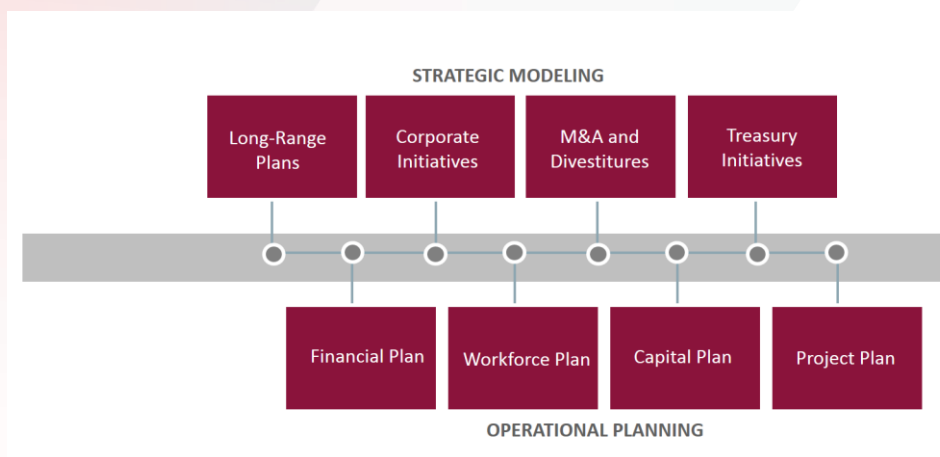 STRATEGIC MODELING
Long-Range
Plans
Corporate
Initiatives
M&A and
Divestitures
Treasury
Initiatives
Financial Plan
Workforce Plan
Capital Plan
Project Plan
OPERATIONAL PLANNING